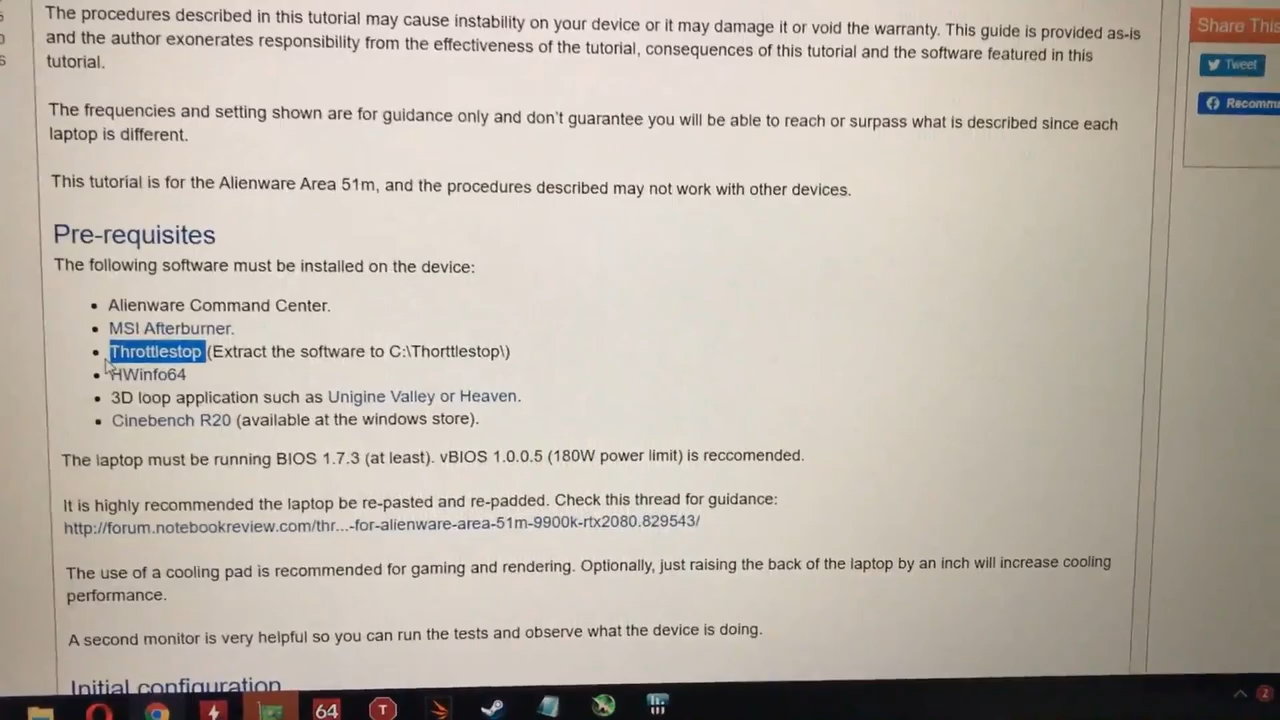 The procedures described in this tutorial may cause instability on your device or it may damage it or void the warranty. This guide is provided as-is
and the author exonerates responsibility from the effectiveness of the tutorial, consequences of this tutorial and the software featured in this
tutorial.
The frequencies and setting shown are for guidance only and don't guarantee you will be able to reach or surpass what is described since each
laptop is different.
This tutorial is for the Alienware Area 51m, and the procedures described may not work with other devices.
Pre-requisites
The following software must be installed on the device:
• Alienware Command Center.
• MSI Afterburner.
• Throttlestop (Extract the software to C:\Thorttlestop\)
• HWinfo64
• 3D loop application such as Unigine Valley or Heaven.
• Cinebench R20 (available at the windows store).
The laptop must be running BIOS 1.7.3 (at least). vBIOS 1.0.0.5 (180W power limit) is reccomended.
It is highly recommended the laptop be re-pasted and re-padded. Check this thread for guidance:
http://forum.notebookreview.com/thr...-for-alienware-area-51m-9900k-rtx2080.829543/
The use of a cooling pad is recommended for gaming and rendering. Optionally, just raising the back of the laptop by an inch will increase cooling
performance.
A second monitor is very helpful so you can run the tests and observe what the device is doing.
Initial configuration
Share This
Tweet
Recomm
64
T
2